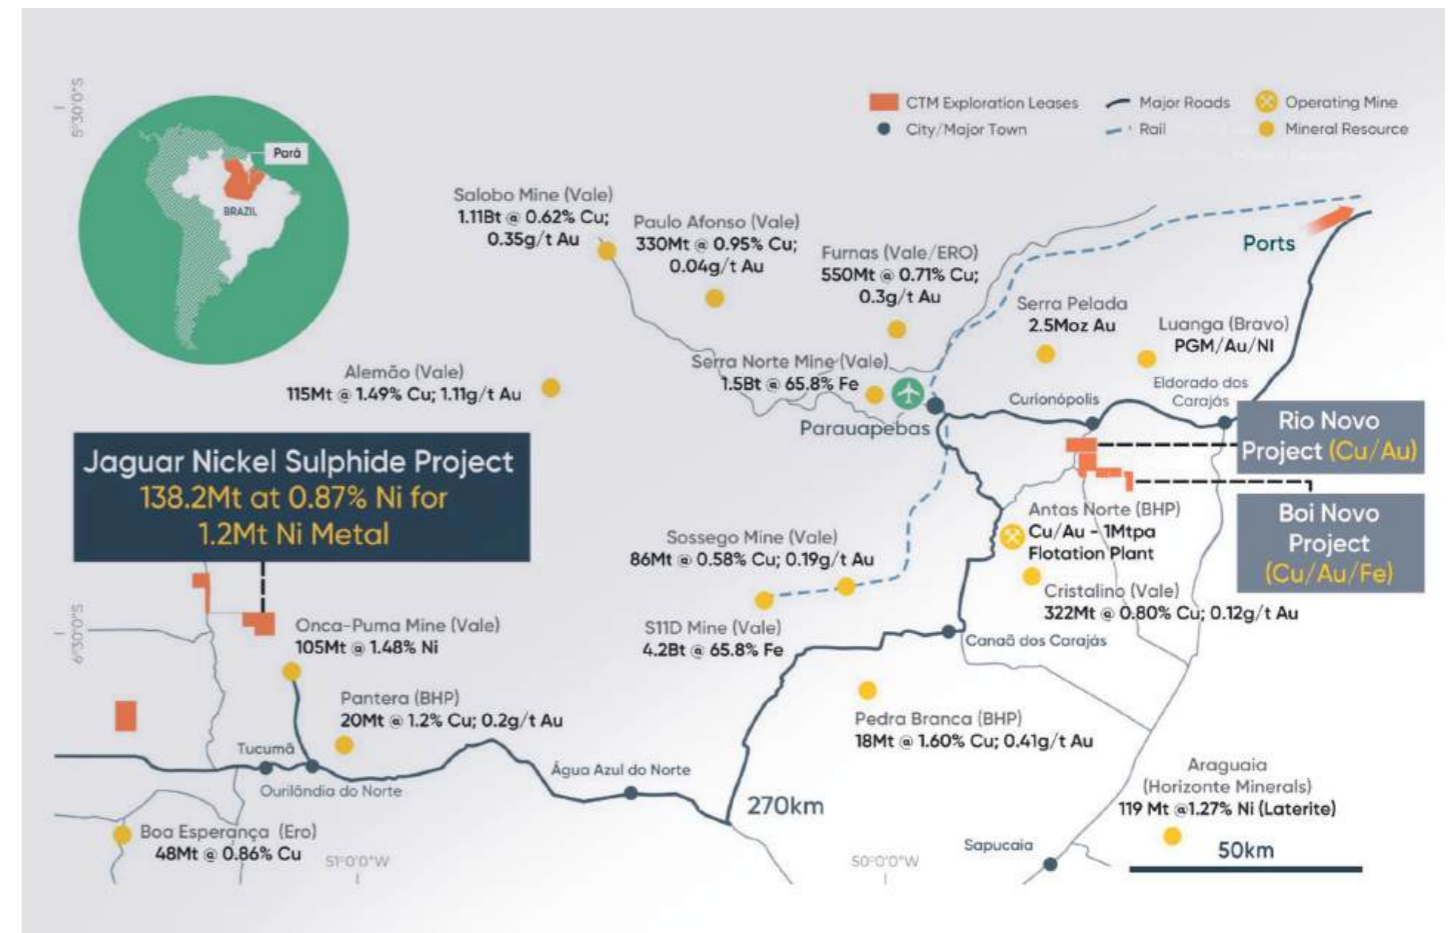 5°30'0"S
CTM Exploration Leases
Major Roads
Operating Mine
City/Major Town
Rail
Mineral Resource
Pará
BRAZIL
Salobo Mine (Vale)
1.11Bt @ 0.62% Cu;
0.35g/t Au
Paulo Afonso (Vale)
330Mt @ 0.95% Cu;
0.04g/t Au
Furnas (Vale/ERO)
550Mt @ 0.71% Cu;
0.3g/t Au
Ports
Serra Pelada
2.5Moz Au
Luanga (Bravo)
PGM/Au/NI
Alemão (Vale)
115Mt @ 1.49% Cu; 1.11g/t Au
Serra Norte Mine (Vale)
1.5Bt @ 65.8% Fe
Parauapebas
Curionópolis
Eldorado dos
Carajás
Rio Novo
Project (Cu/Au)
Jaguar Nickel Sulphide Project
138.2Mt at 0.87% Ni for
1.2Mt Ni Metal
Boi Novo
Project
(Cu/Au/Fe)
Antas Norte (BHP)
Cu/Au - 1Mtpa
Flotation Plant
Sossego Mine (Vale)
86Mt @ 0.58% Cu; 0.19g/t Au
Cristalino (Vale)
322Mt @ 0.80% Cu; 0.12g/t Au
6°30'0"S
Onca-Puma Mine (Vale)
105Mt @ 1.48% Ni
S11D Mine (Vale)
4.2Bt @ 65.8% Fe
Canaã dos Carajás
Pantera (BHP)
20Mt @ 1.2% Cu; 0.2g/t Au
Pedra Branca (BHP)
18Mt @ 1.60% Cu; 0.41g/t Au
Tucumã
Ourilândia do Norte
Água Azul do Norte
270km
Araguaia
(Horizonte Minerals)
119 Mt @1.27% Ni (Laterite)
Boa Esperança (Ero)
48Mt @ 0.86% Cu
51°0'0"W
50°0'0"W
Sapucaia
50km